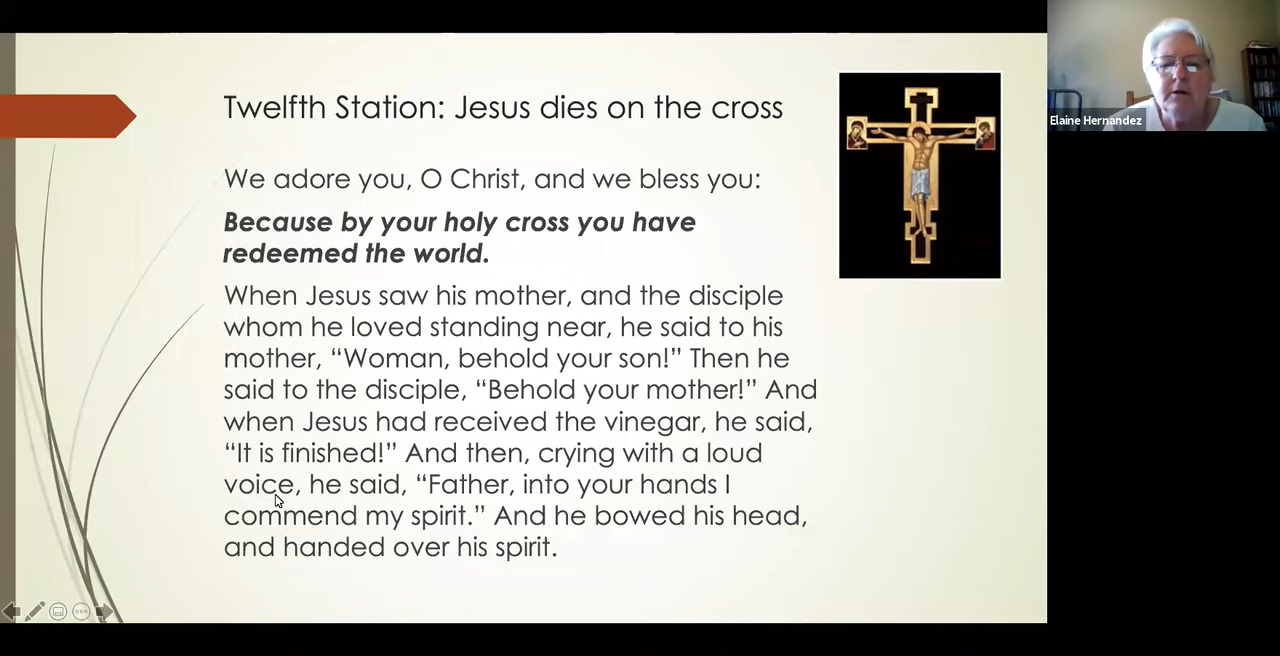 Twelfth Station: Jesus dies on the cross
We adore you, O Christ, and we bless you:
Because by your holy cross you have
redeemed the world.
When Jesus saw his mother, and the disciple
whom he loved standing near, he said to his
mother, “Woman, behold your son!” Then he
said to the disciple, “Behold your mother!” And
when Jesus had received the vinegar, he said,
“It is finished!” And then, crying with a loud
voice, he said, “Father, into your hands I
commend my spirit.” And he bowed his head,
and handed over his spirit.
Elaine Hernandez